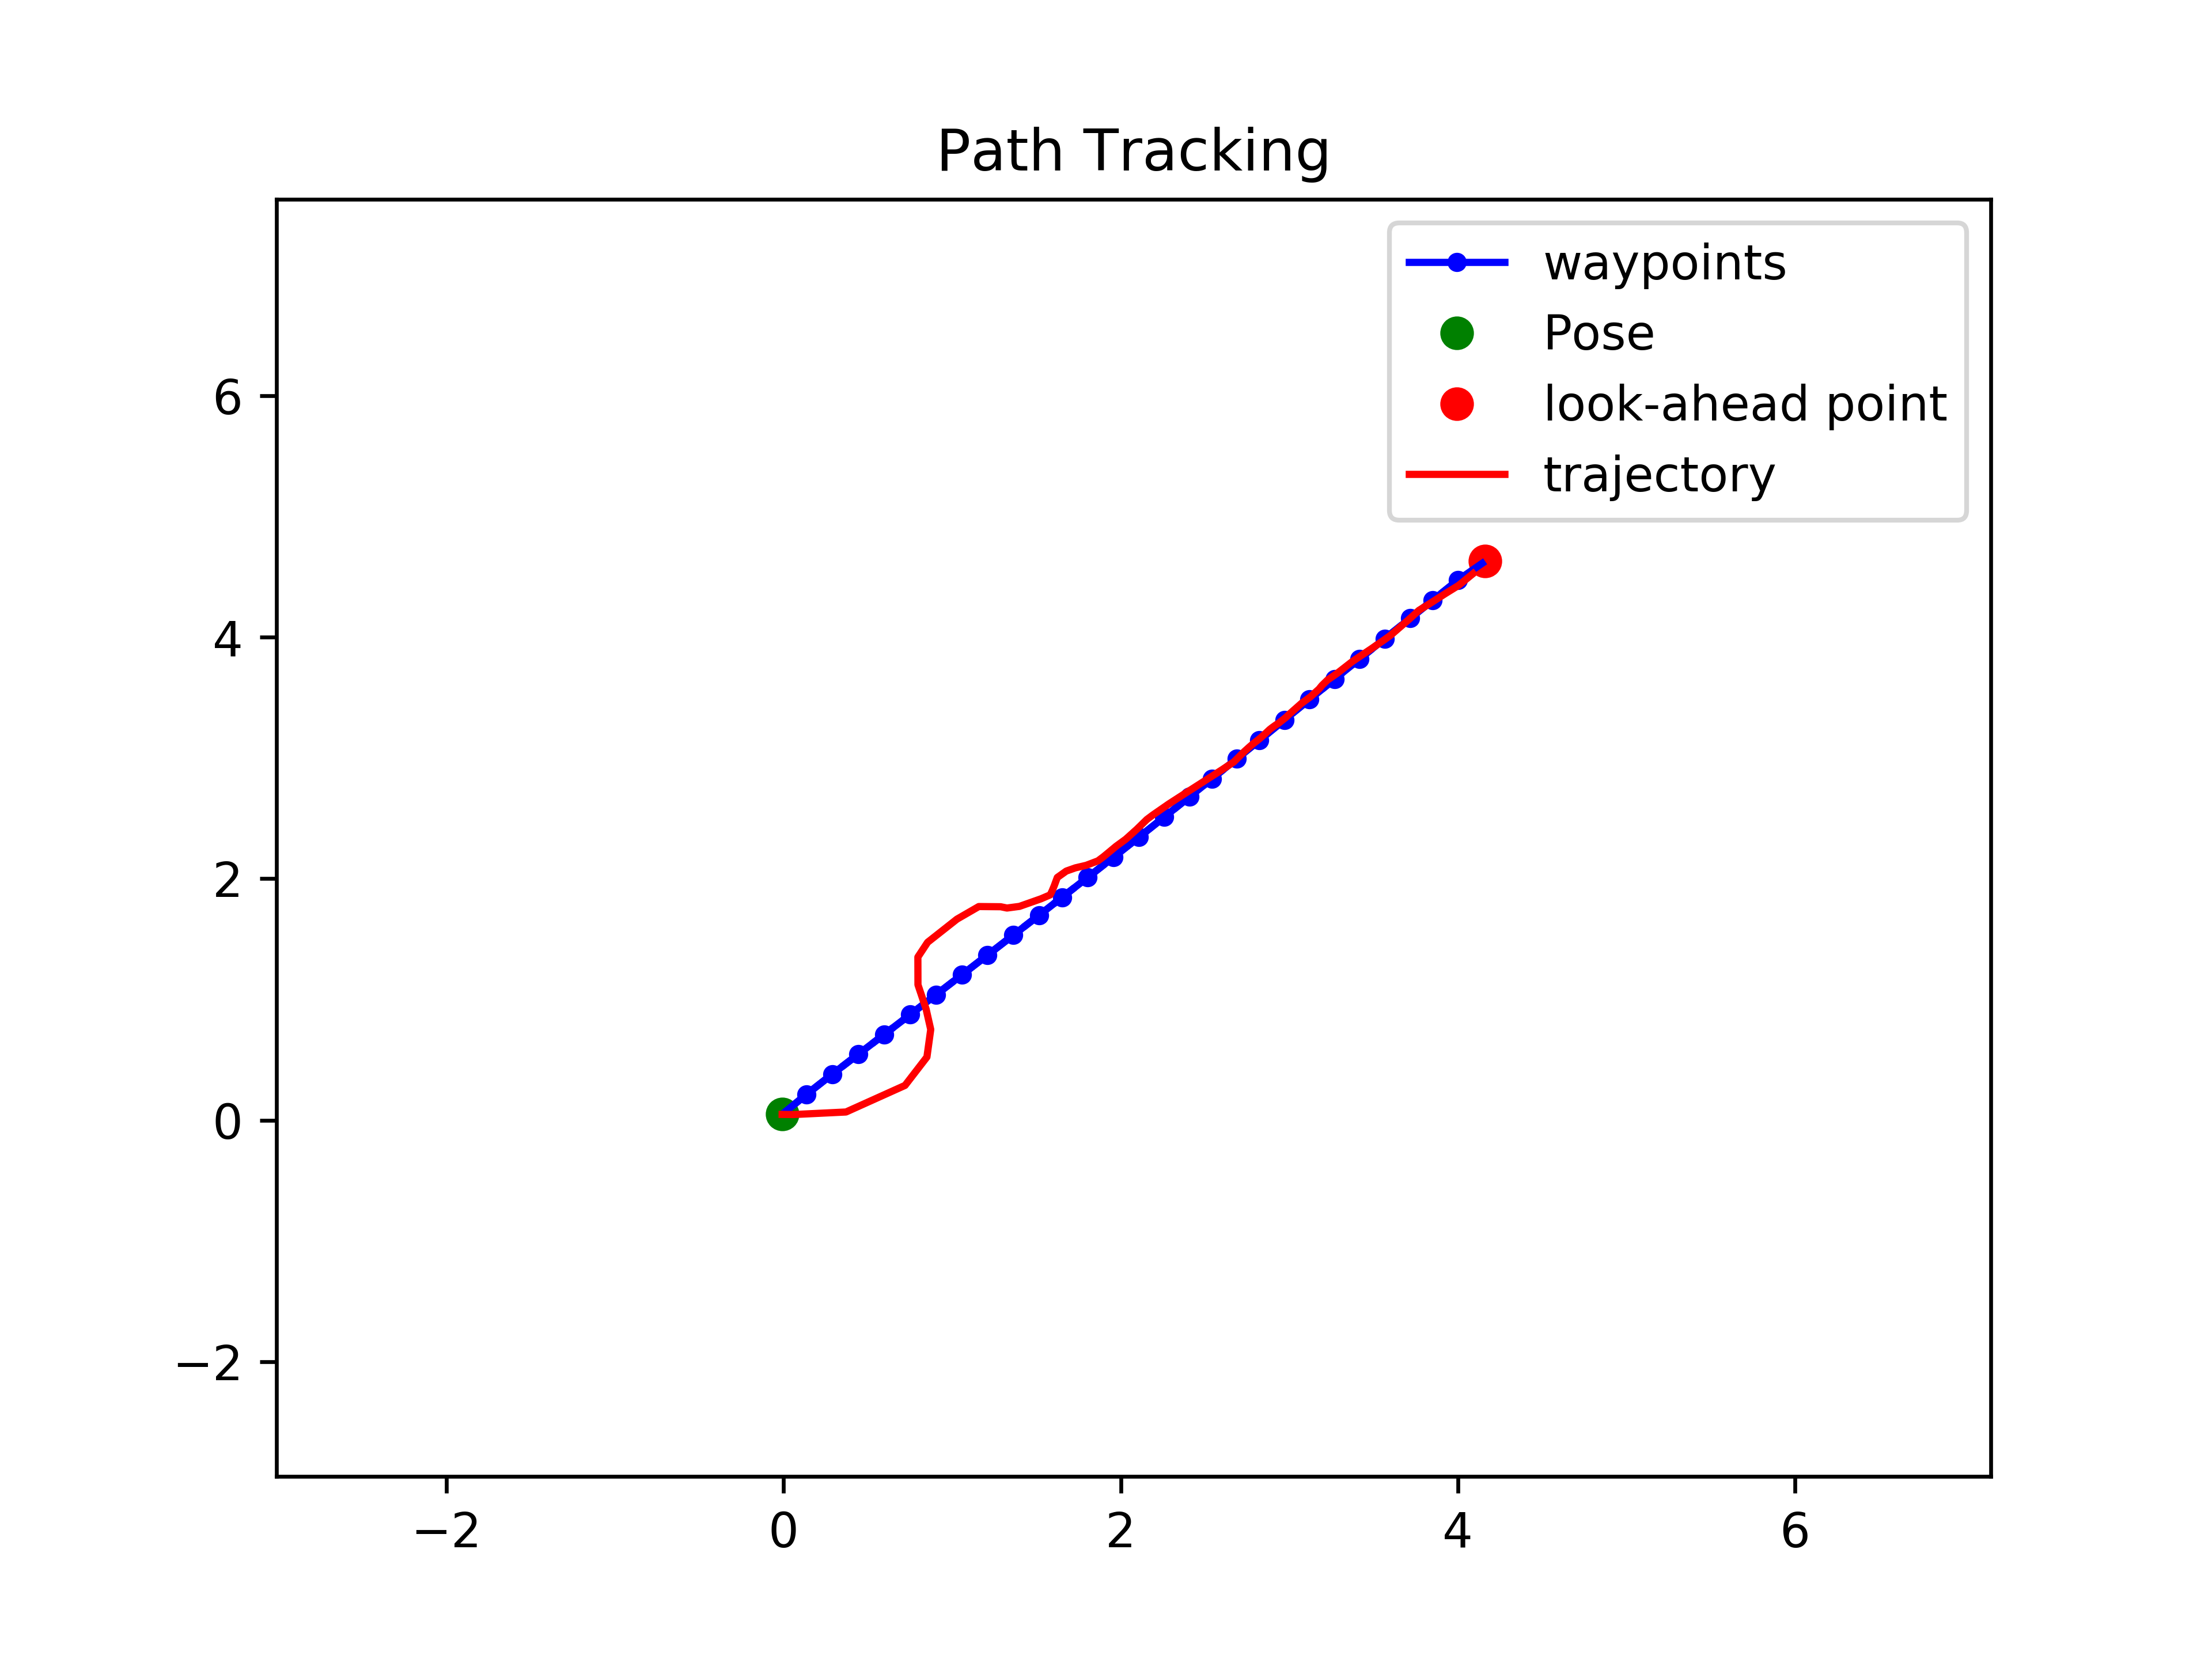 Path Tracking
waypoints
Pose
look-ahead point
trajectory
6
4
2
0
−2
−2 0 2 4 6